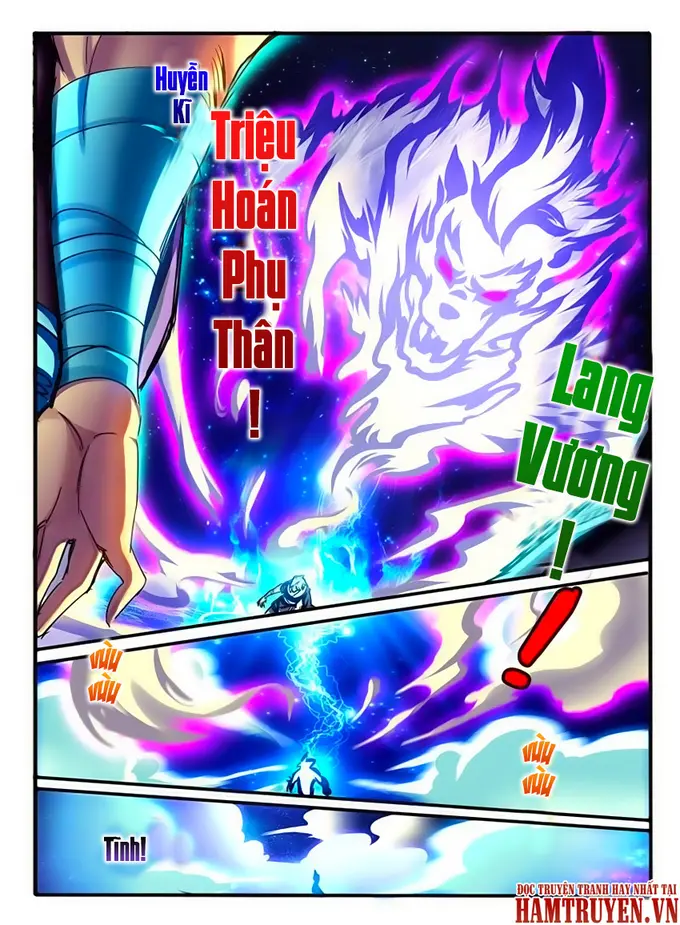 Huyễn
Kĩ
Triệu
Hoán
Phụ
Thân
!
Lang
Vương
!
!
vùu
vùu
vùu
vùu
Tình!
ĐỌC TRUYỆN TRANH HAY NHẤT TẠI
HAMTRUYEN.VN